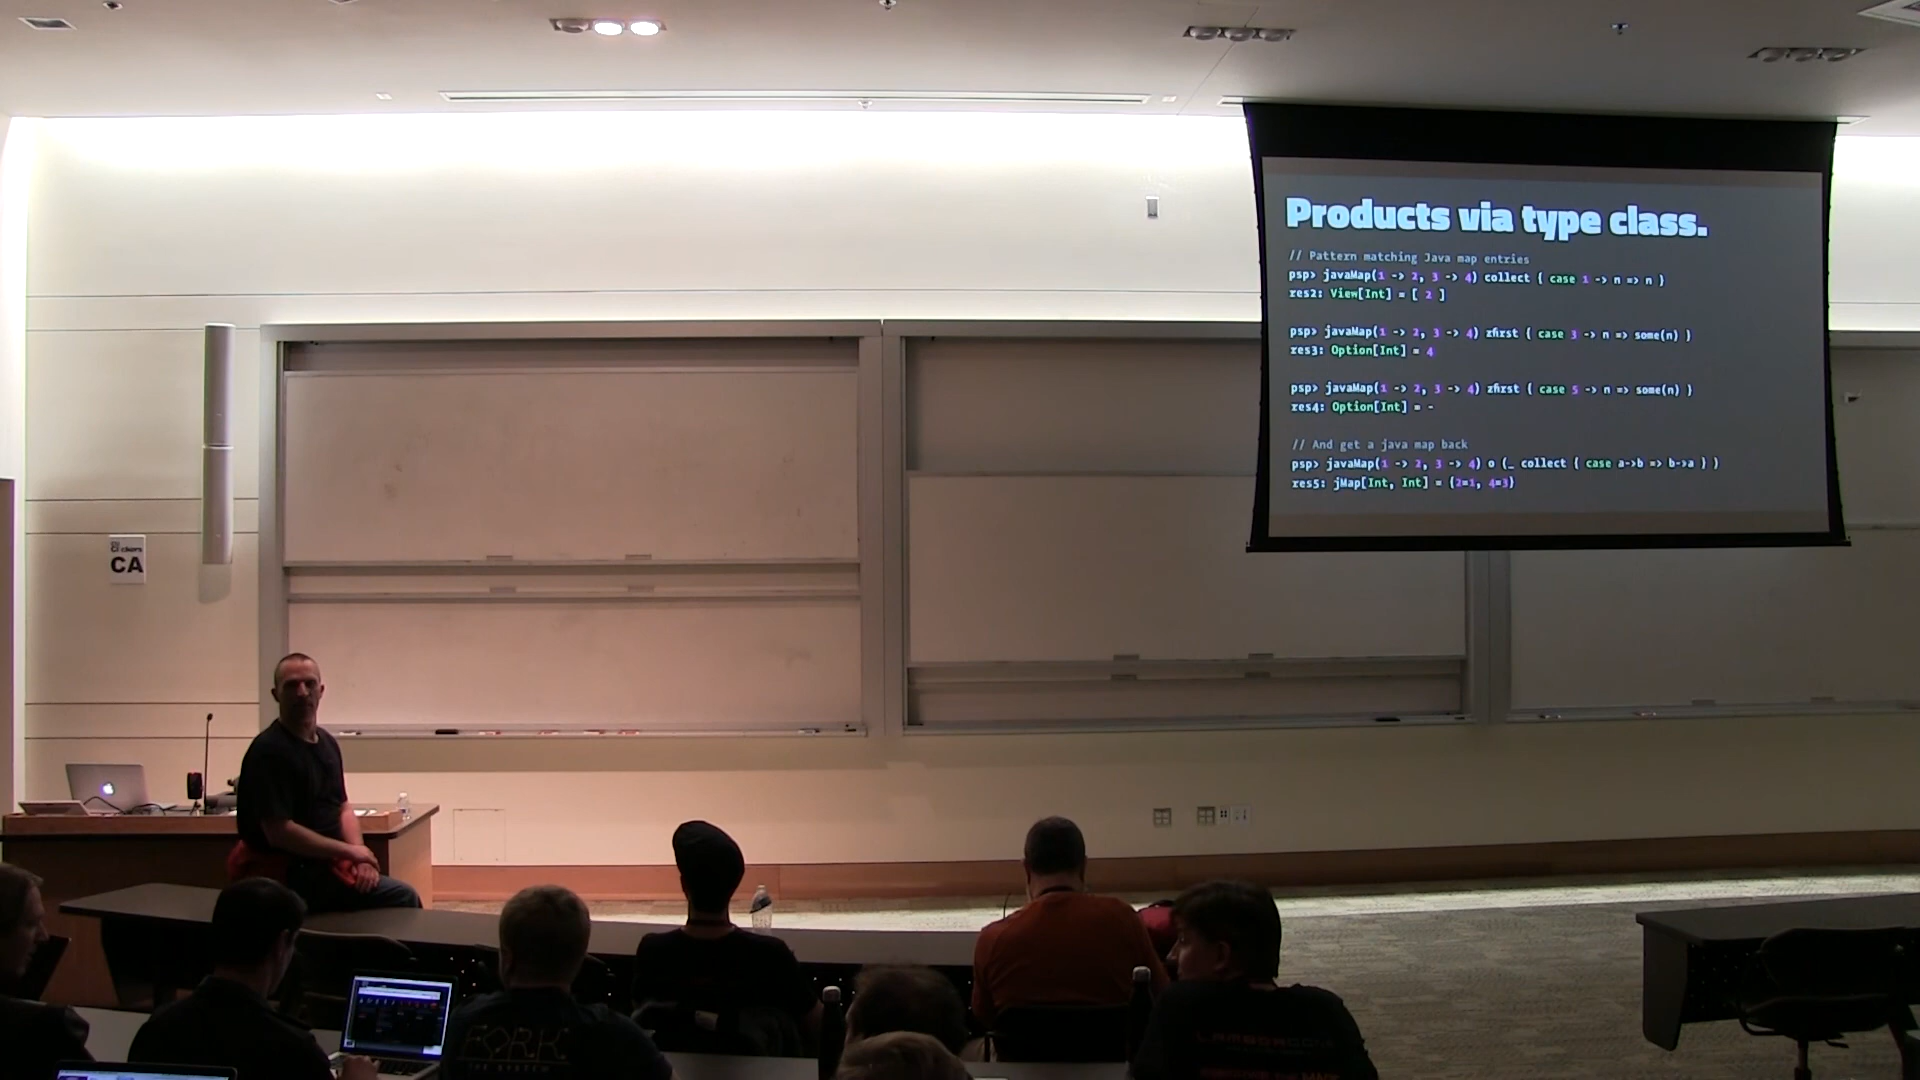 Products via type class.
// Pattern matching Java map entries
psp> javaMap(1 -> 2, 3 -> 4) collect { case 1 -> n => n }
res2: View[Int] = [ 2 ]
psp> javaMap(1 -> 2, 3 -> 4) zfirst { case 3 -> n => some(n) }
res3: Option[Int] = 4
psp> javaMap(1 -> 2, 3 -> 4) zfirst { case 5 -> n => some(n) }
res4: Option[Int] = -
// And get a java map back
psp> javaMap(1 -> 2, 3 -> 4) o (_ collect { case a->b => b->a } )
res5: jMap[Int, Int] = {2=1, 4=3}
CA
FORK
THE SYSTEM